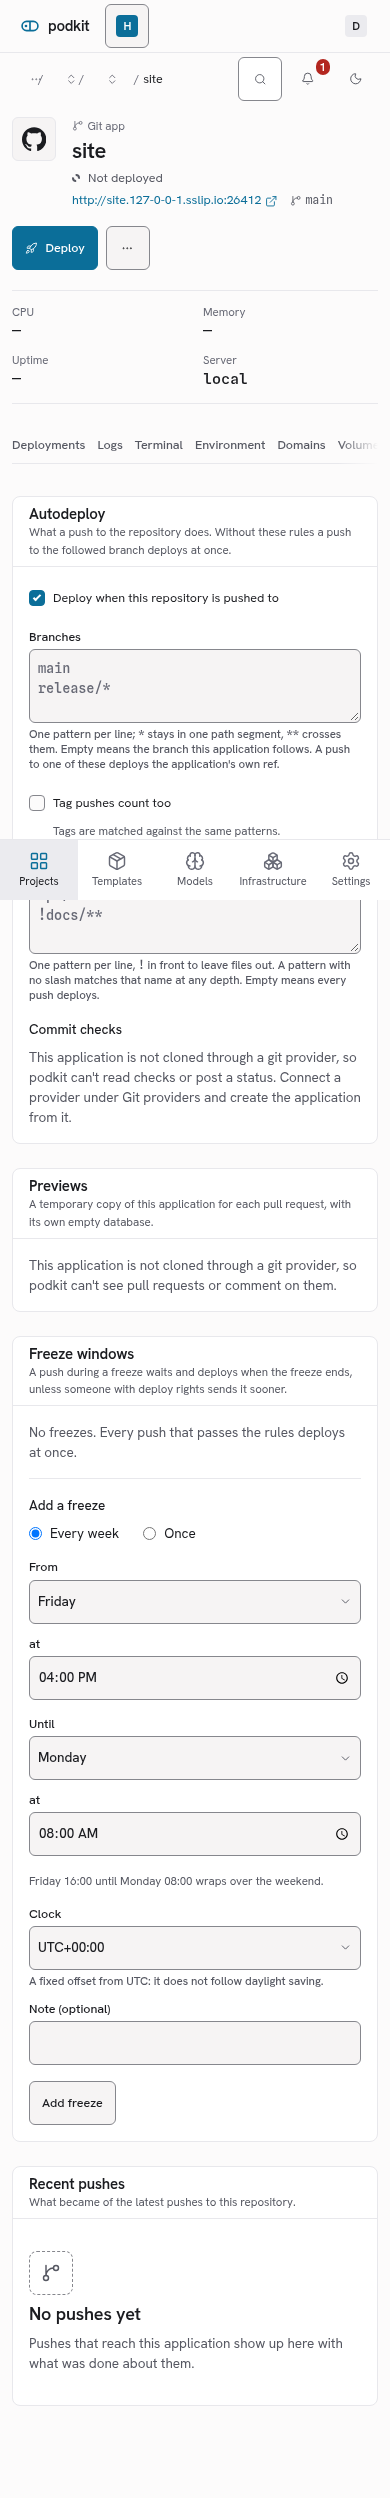 podkit H D
··/ / / site 1
Git app
site
Not deployed
http://site.127-0-0-1.sslip.io:26412 main
Deploy ···
CPU Memory
— —
Uptime Server
— local
Deployments Logs Terminal Environment Domains Volume
Autodeploy
What a push to the repository does. Without these rules a push
to the followed branch deploys at once.
Deploy when this repository is pushed to
Branches
main
release/*
One pattern per line; * stays in one path segment, ** crosses
them. Empty means the branch this application follows. A push
to one of these deploys the application's own ref.
Tag pushes count too
Tags are matched against the same patterns.
Projects Templates Models Infrastructure Settings
!docs/**
One pattern per line, ! in front to leave files out. A pattern with
no slash matches that name at any depth. Empty means every
push deploys.
Commit checks
This application is not cloned through a git provider, so
podkit can't read checks or post a status. Connect a
provider under Git providers and create the application
from it.
Previews
A temporary copy of this application for each pull request, with
its own empty database.
This application is not cloned through a git provider, so
podkit can't see pull requests or comment on them.
Freeze windows
A push during a freeze waits and deploys when the freeze ends,
unless someone with deploy rights sends it sooner.
No freezes. Every push that passes the rules deploys
at once.
Add a freeze
Every week Once
From
Friday
at
04:00 PM
Until
Monday
at
08:00 AM
Friday 16:00 until Monday 08:00 wraps over the weekend.
Clock
UTC+00:00
A fixed offset from UTC: it does not follow daylight saving.
Note (optional)
Add freeze
Recent pushes
What became of the latest pushes to this repository.
No pushes yet
Pushes that reach this application show up here with
what was done about them.